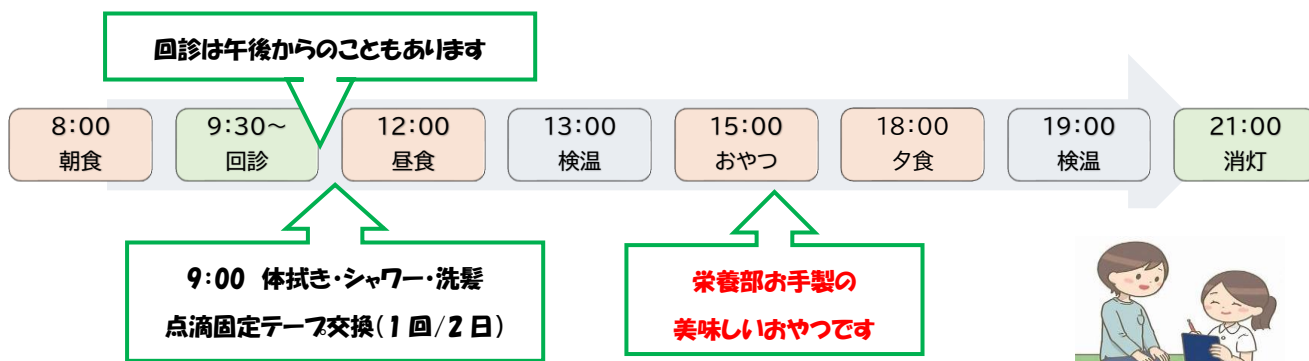 回診は午後からのこともあります
8:00
朝食
9:30~
回診
12:00
昼食
13:00
検温
15:00
おやつ
18:00
夕食
19:00
検温
21:00
消灯
9:00 体拭き・シャワー・洗髪
点滴固定テープ交換(1回/2日)
栄養部お手製の
美味しいおやつです